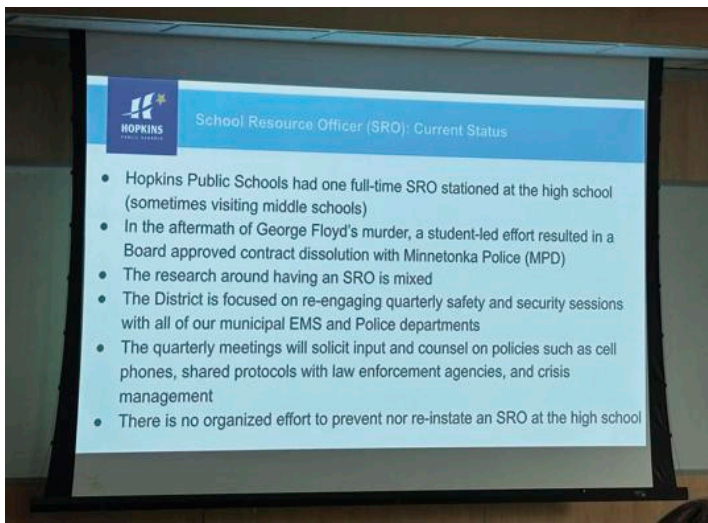 HOPKINS
PUBLIC SCHOOLS
School Resource Officer (SRO): Current Status
● Hopkins Public Schools had one full-time SRO stationed at the high school
(sometimes visiting middle schools)
● In the aftermath of George Floyd's murder, a student-led effort resulted in a
Board approved contract dissolution with Minnetonka Police (MPD)
● The research around having an SRO is mixed
● The District is focused on re-engaging quarterly safety and security sessions
with all of our municipal EMS and Police departments
● The quarterly meetings will solicit input and counsel on policies such as cell
phones, shared protocols with law enforcement agencies, and crisis
management
● There is no organized effort to prevent nor re-instate an SRO at the high school